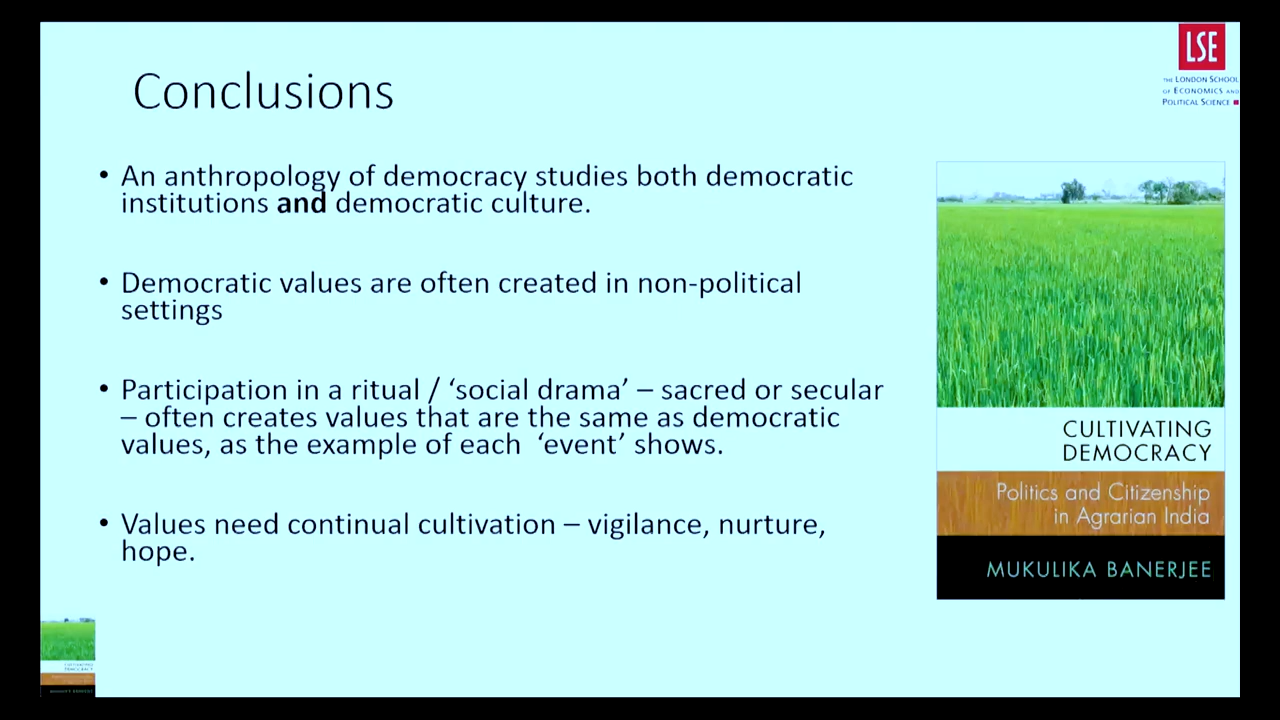 LSE
THE LONDON SCHOOL
OF ECONOMICS AND
POLITICAL SCIENCE
Conclusions
• An anthropology of democracy studies both democratic
institutions and democratic culture.
• Democratic values are often created in non-political
settings
• Participation in a ritual / ‘social drama’ – sacred or secular
– often creates values that are the same as democratic
values, as the example of each  ‘event’ shows.
• Values need continual cultivation – vigilance, nurture,
hope.
CULTIVATING
DEMOCRACY
Politics and Citizenship
in Agrarian India
MUKULIKA BANERJEE
CULTIVATING
DEMOCRACY